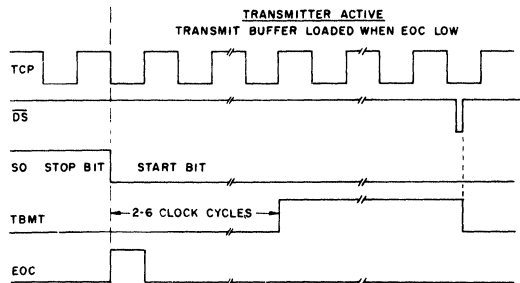 TRANSMITTER ACTIVE
TRANSMIT BUFFER LOADED WHEN EOC LOW
TCP
DS
SO STOP BIT START BIT
2-6 CLOCK CYCLES
TBMT
EOC